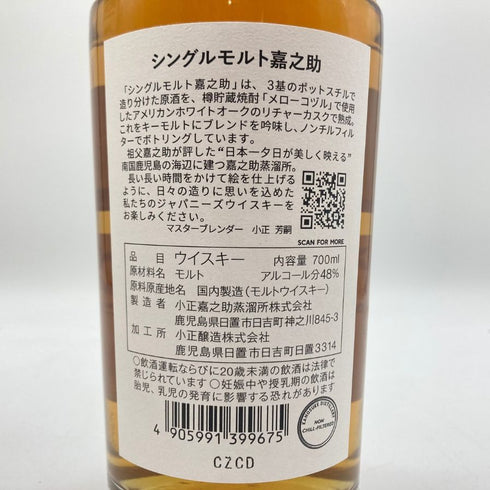 シングルモルト嘉之助
「シングルモルト嘉之助」は、3基のポットスチルで
造り分けた原酒を、樽貯蔵焼酎「メローコヅル」で使用
したアメリカンホワイトオークのリチャーカスクで熟成。
これをキーモルトにブレンドを吟味し、ノンチルフィル
ターでボトリングしています。
祖父嘉之助が評した“日本一夕日が美しく映える”
南国鹿児島の海辺に建つ嘉之助蒸溜所。
長い長い時間をかけて絵を仕上げる
ように、日々の造りに思いを込めた
私たちのジャパニーズウイスキーを
お楽しみください。
マスターブレンダー 小正 芳嗣
SCAN FOR MORE
品目 ウイスキー 内容量 700ml
原材料名 モルト アルコール分48%
原料原産地名 国内製造（モルトウイスキー）
製造者 小正嘉之助蒸溜所株式会社
鹿児島県日置市日吉町神之川845-3
加工所 小正醸造株式会社
鹿児島県日置市日吉町日置3314
○飲酒運転ならびに20歳未満の飲酒は法律で
禁じられています ○妊娠中や授乳期の飲酒は
胎児、乳児の発育に影響する恐れがあります
4 905991 399675
KANOSUKE DISTILLERY
NON
CHILL-FILTERED
CZCD